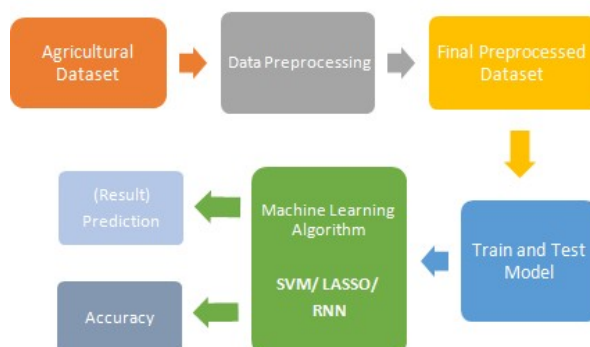 Agricultural
Dataset
Data Preprocessing
Final Preprocessed
Dataset
Train and Test
Model
Machine Learning
Algorithm
SVM/ LASSO/
RNN
(Result)
Prediction
Accuracy